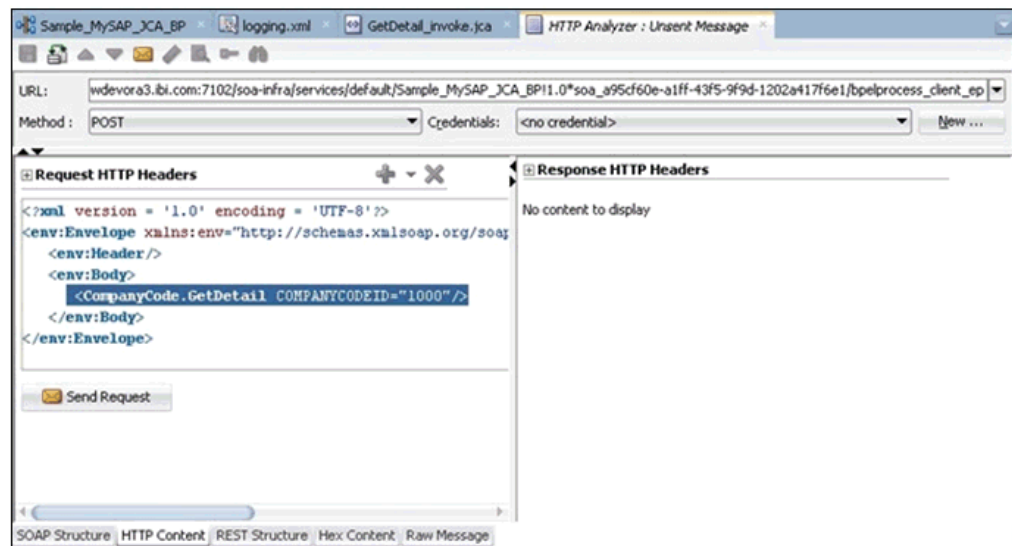 Sample_MySAP_JCA_BP × logging.xml × GetDetail_invoke.jca × HTTP Analyzer : Unsent Message ×
URL: wdevora3.ibi.com:7102/soa-infra/services/default/Sample_MySAP_JCA_BP!1.0*soa_a95cf60e-a1ff-43f5-9f9d-1202a417f6e1/bpelprocess_client_ep
Method : POST Credentials: <no credential> New ...
Request HTTP Headers
<?xml version = '1.0' encoding = 'UTF-8'?>
<env:Envelope xmlns:env="http://schemas.xmlsoap.org/soap
<env:Header/>
<env:Body>
<CompanyCode.GetDetail COMPANYCODEID="1000"/>
</env:Body>
</env:Envelope>
Send Request
Response HTTP Headers
No content to display
SOAP Structure HTTP Content REST Structure Hex Content Raw Message